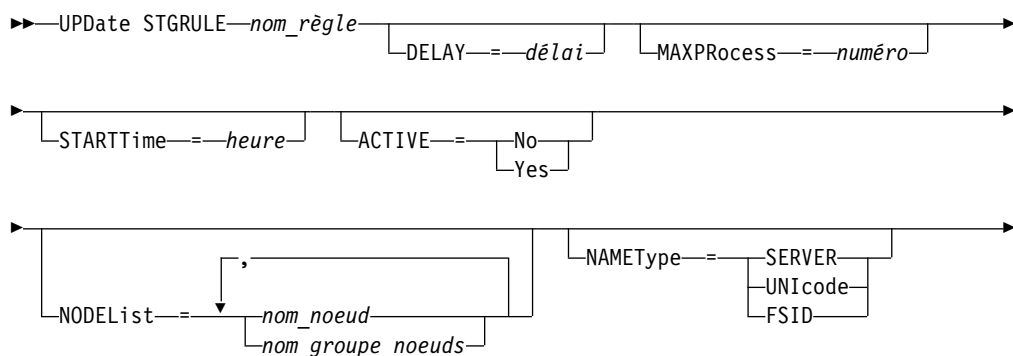 UPDate STGRULE nom_règle
DELAY = délai
MAXPRocess = numéro
STARTTime = heure
ACTIVE = No
Yes
NODEList = nom_noeud
,
nom_groupe_noeuds
NAMEType = SERVER
UNIcode
FSID